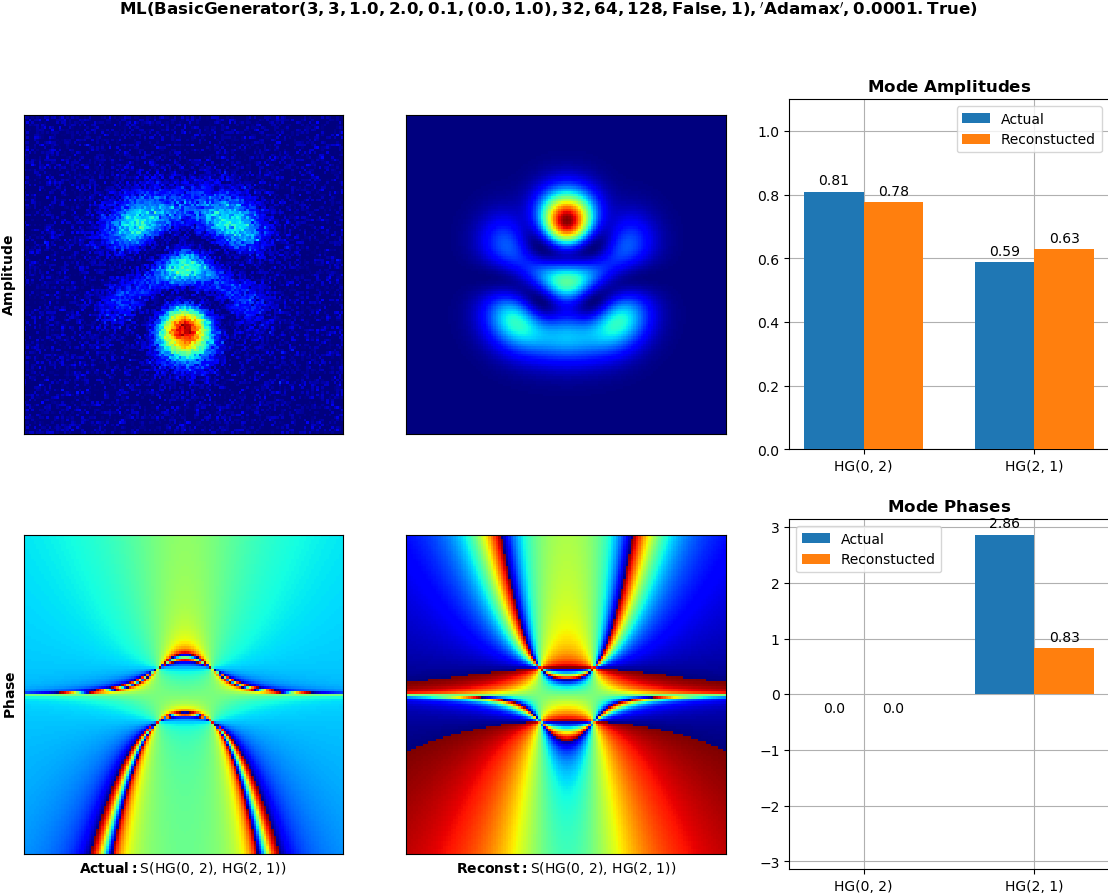 ML(BasicGenerator(3, 3, 1.0, 2.0, 0.1, (0.0, 1.0), 32, 64, 128, False, 1), ′Adamax′, 0.0001. True)
Amplitude
Mode Amplitudes
Actual
Reconstucted
1.0
0.8
0.6
0.4
0.2
0.0
0.81
0.78
0.59
0.63
HG(0, 2)
HG(2, 1)
Phase
Actual: S(HG(0, 2), HG(2, 1))
Reconst: S(HG(0, 2), HG(2, 1))
Mode Phases
Actual
Reconstucted
3
2
1
0
−1
−2
−3
2.86
0.83
0.0
0.0
HG(0, 2)
HG(2, 1)